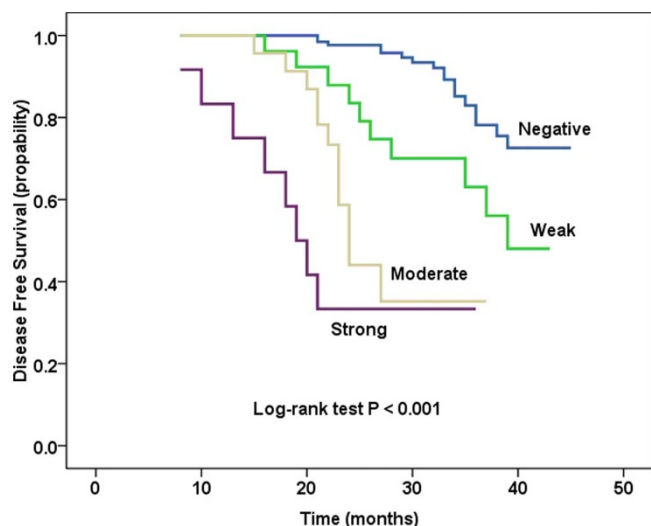 Disease Free Survival (propability)
1.0
0.8
0.6
0.4
0.2
0.0
Negative
Weak
Moderate
Strong
Log-rank test P < 0.001
0 10 20 30 40 50
Time (months)